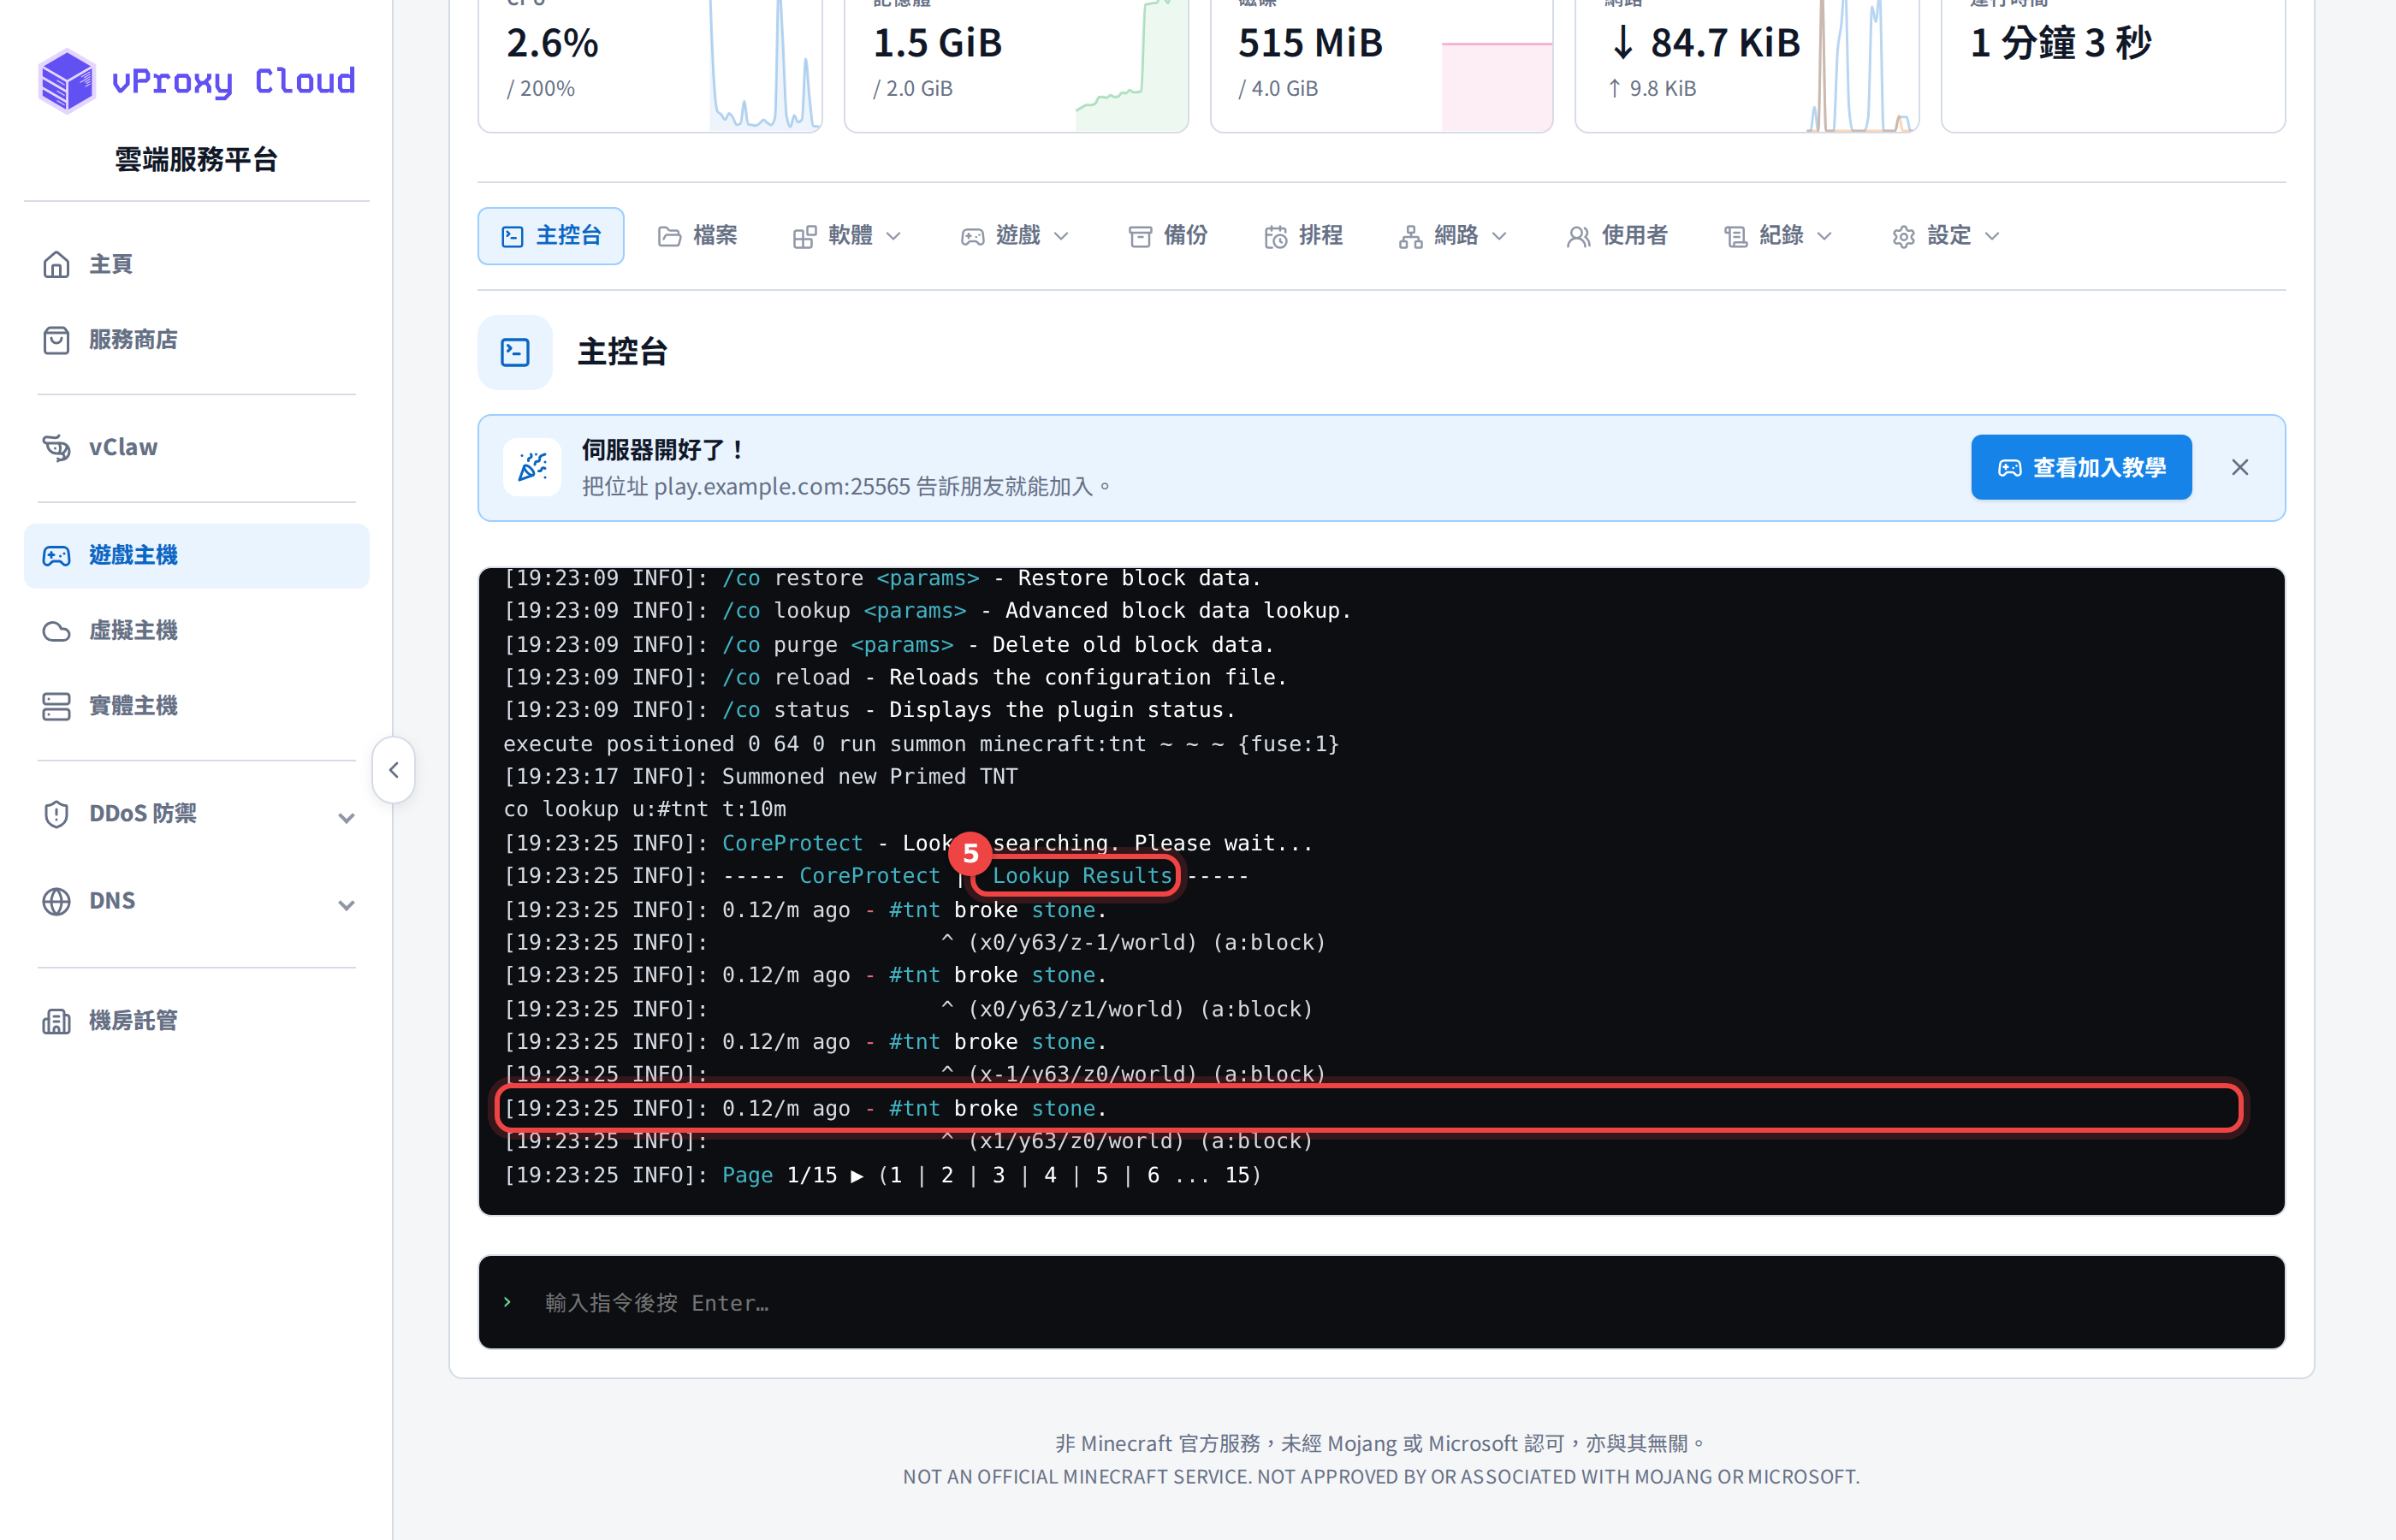 vProxy Cloud
雲端服務平台
主頁
服務商店
vClaw
遊戲主機
虛擬主機
實體主機
DDoS 防禦
DNS
機房託管
2.6%
/ 200%
1.5 GiB
/ 2.0 GiB
515 MiB
/ 4.0 GiB
↓ 84.7 KiB
↑ 9.8 KiB
1 分鐘 3 秒
主控台 檔案 軟體 遊戲 備份 排程 網路 使用者 紀錄 設定
主控台
伺服器開好了！
把位址 play.example.com:25565 告訴朋友就能加入。
查看加入教學
[19:23:09 INFO]: /co restore <params> - Restore block data.
[19:23:09 INFO]: /co lookup <params> - Advanced block data lookup.
[19:23:09 INFO]: /co purge <params> - Delete old block data.
[19:23:09 INFO]: /co reload - Reloads the configuration file.
[19:23:09 INFO]: /co status - Displays the plugin status.
execute positioned 0 64 0 run summon minecraft:tnt ~ ~ ~ {fuse:1}
[19:23:17 INFO]: Summoned new Primed TNT
co lookup u:#tnt t:10m
[19:23:25 INFO]: CoreProtect - Look searching. Please wait...
5
[19:23:25 INFO]: ----- CoreProtect | Lookup Results -----
[19:23:25 INFO]: 0.12/m ago - #tnt broke stone.
[19:23:25 INFO]: ^ (x0/y63/z-1/world) (a:block)
[19:23:25 INFO]: 0.12/m ago - #tnt broke stone.
[19:23:25 INFO]: ^ (x0/y63/z1/world) (a:block)
[19:23:25 INFO]: 0.12/m ago - #tnt broke stone.
[19:23:25 INFO]: ^ (x-1/y63/z0/world) (a:block)
[19:23:25 INFO]: 0.12/m ago - #tnt broke stone.
[19:23:25 INFO]: ^ (x1/y63/z0/world) (a:block)
[19:23:25 INFO]: Page 1/15 ▶ (1 | 2 | 3 | 4 | 5 | 6 ... 15)
› 輸入指令後按 Enter…
非 Minecraft 官方服務，未經 Mojang 或 Microsoft 認可，亦與其無關。
NOT AN OFFICIAL MINECRAFT SERVICE. NOT APPROVED BY OR ASSOCIATED WITH MOJANG OR MICROSOFT.